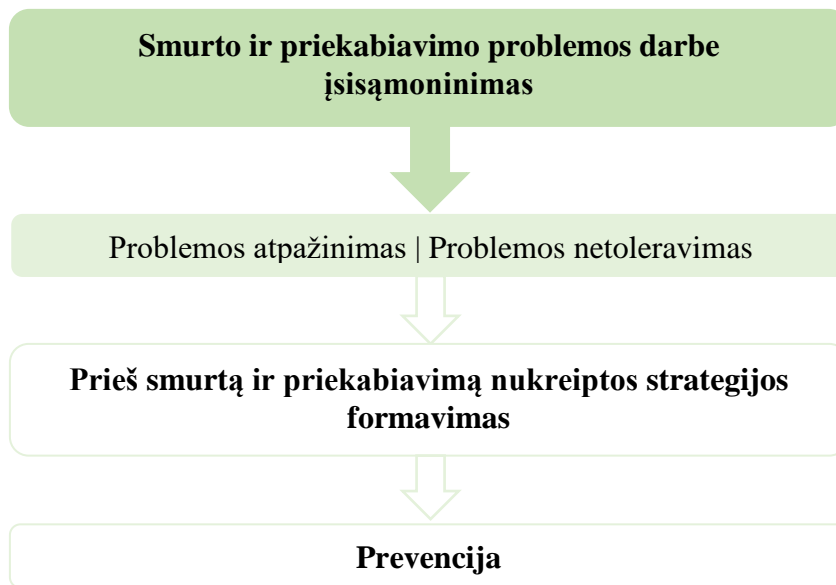 Smurto ir priekabiavimo problemos darbe
įsisąmoninimas
Problemos atpažinimas | Problemos netoleravimas
Prieš smurtą ir priekabiavimą nukreiptos strategijos
formavimas
Prevencija